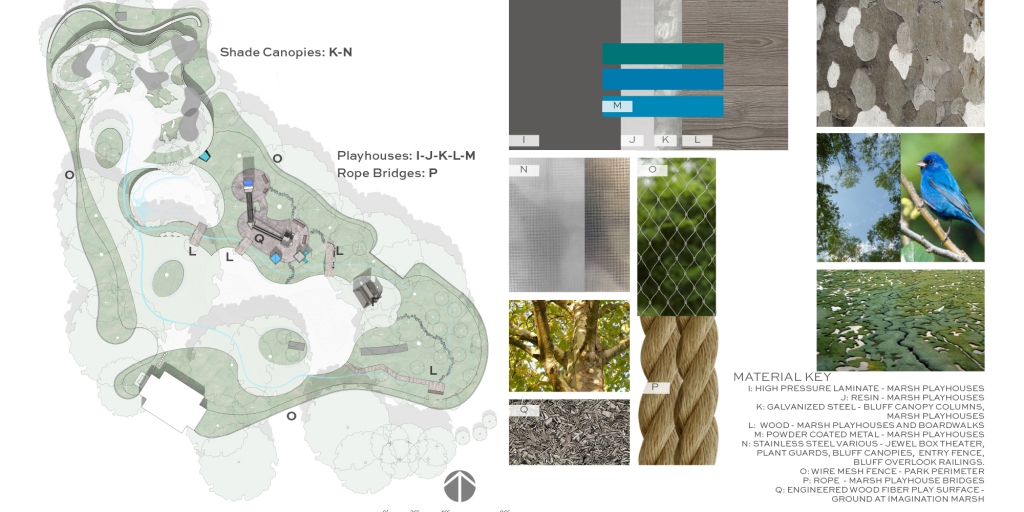 Shade Canopies: K-N
Playhouses: I-J-K-L-M
Rope Bridges: P
O
O
L
L
Q
L
P
L
O
M
I
J
K
L
N
O
P
Q
MATERIAL KEY
I: HIGH PRESSURE LAMINATE - MARSH PLAYHOUSES
J: RESIN - MARSH PLAYHOUSES
K: GALVANIZED STEEL - BLUFF CANOPY COLUMNS,
MARSH PLAYHOUSES
L: WOOD - MARSH PLAYHOUSES AND BOARDWALKS
M: POWDER COATED METAL - MARSH PLAYHOUSES
N: STAINLESS STEEL VARIOUS - JEWEL BOX THEATER,
PLANT GUARDS, BLUFF CANOPIES, ENTRY FENCE,
BLUFF OVERLOOK RAILINGS.
O: WIRE MESH FENCE - PARK PERIMETER
P: ROPE - MARSH PLAYHOUSE BRIDGES
Q: ENGINEERED WOOD FIBER PLAY SURFACE -
GROUND AT IMAGINATION MARSH